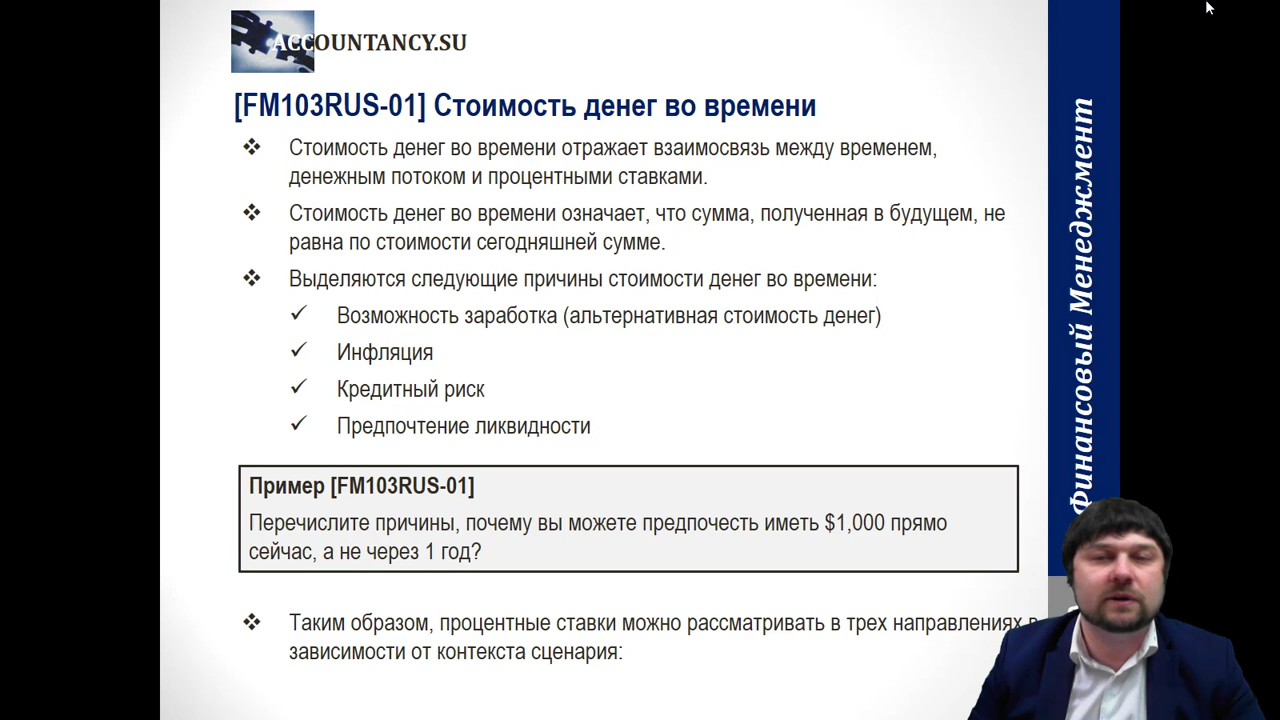 ACCOUNTANCY.SU
[FM103RUS-01] Стоимость денег во времени
Стоимость денег во времени отражает взаимосвязь между временем,
денежным потоком и процентными ставками.
Стоимость денег во времени означает, что сумма, полученная в будущем, не
равна по стоимости сегодняшней сумме.
Выделяются следующие причины стоимости денег во времени:
Возможность заработка (альтернативная стоимость денег)
Инфляция
Кредитный риск
Предпочтение ликвидности
Пример [FM103RUS-01]
Перечислите причины, почему вы можете предпочесть иметь $1,000 прямо
сейчас, а не через 1 год?
Таким образом, процентные ставки можно рассматривать в трех направлениях в
зависимости от контекста сценария:
Финансовый Менеджмент